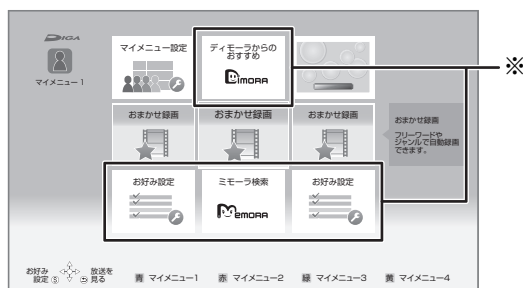 DIGA
マイメニュー1
マイメニュー設定
ディモーラからの
おすすめ
DIMORA
※
おまかせ録画
おまかせ録画
おまかせ録画
おまかせ録画
フリーワードや
ジャンルで自動録画
できます。
お好み設定
ミモーラ検索
お好み設定
MeMORA
お好み
設定 S
放送を
見る
青 マイメニュー1
赤 マイメニュー2
緑 マイメニュー3
黄 マイメニュー4